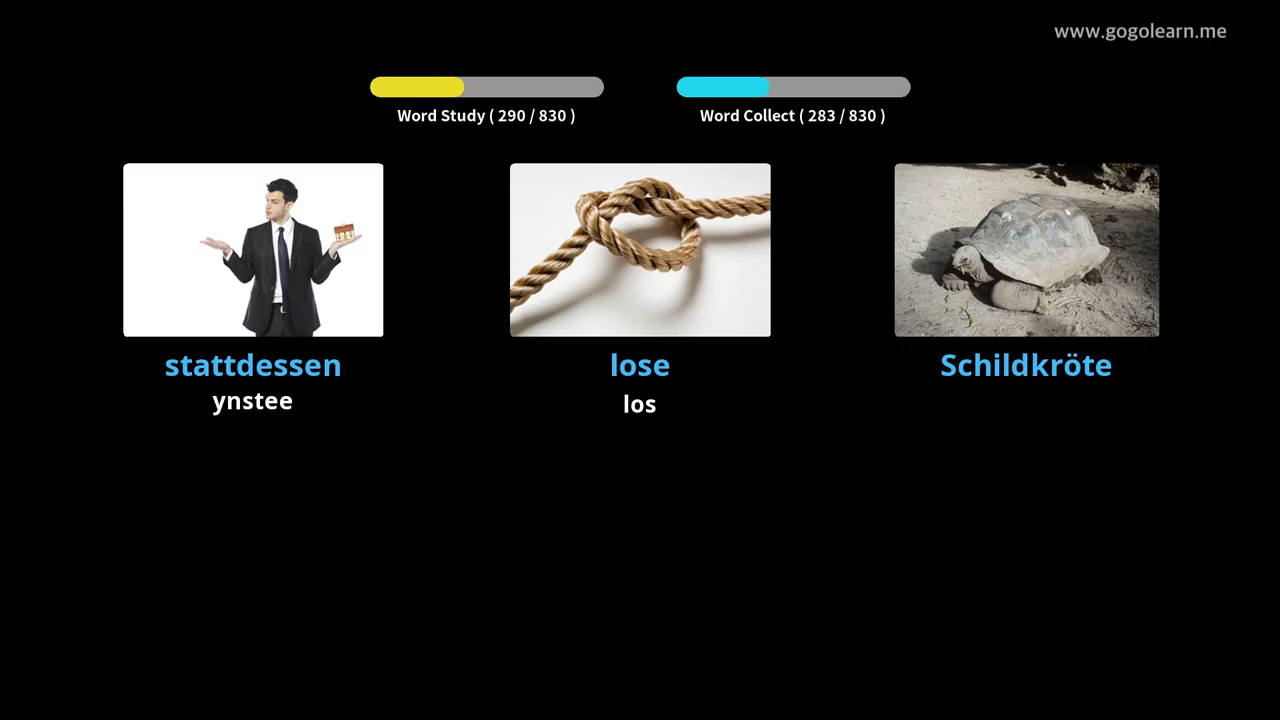 www.gogolearn.me
Word Study ( 290 / 830 )
Word Collect ( 283 / 830 )
stattdessen
lose
Schildkröte
ynstee
los